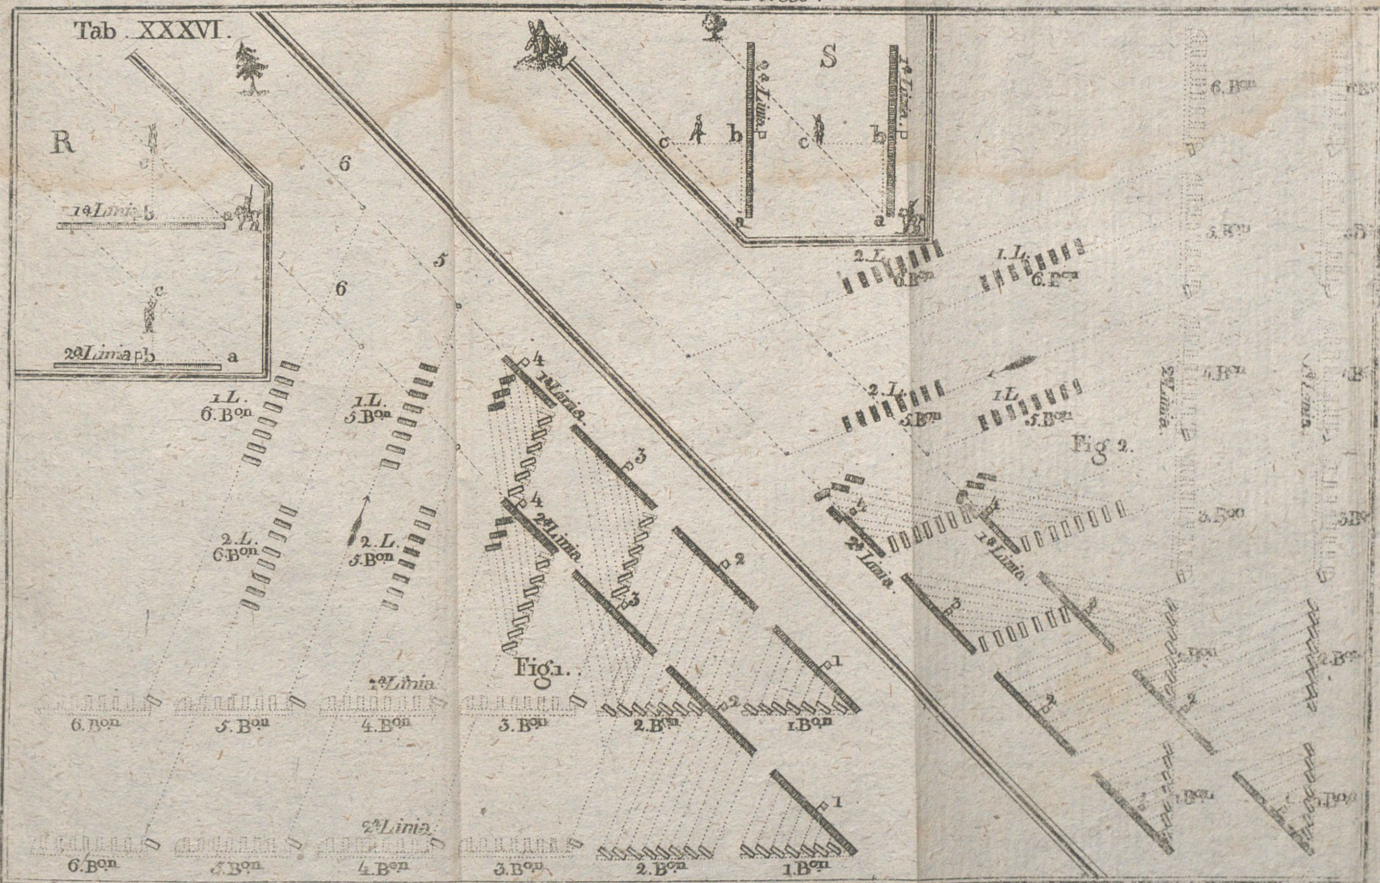 Tab. XXXVI.
R
c
1ª Linia b a
c
2ª Linia p b a
6
5
6
S
2ª Linia p
1ª Linia p
c b c b
a a
6.Bon
5.Bon
4.Bon
3.Bon
2ª Linia.
1ª Linia.
2.L.
6.Bon
1.L.
6.Bon
2.L.
5.Bon
1.L.
5.Bon
Fig 2.
1.L.
6.Bon
1.L.
5.Bon
2.L.
6.Bon
2.L.
5.Bon
4
1ª Linia
3
4
2ª Linia
3
2
1
2
1
Fig 1.
2ª Linia.
1ª Linia.
1ª Linia
6.Bon 5.Bon 4.Bon 3.Bon 2.Bon 1.Bon
2ª Linia
6.Bon 5.Bon 4.Bon 3.Bon 2.Bon 1.Bon